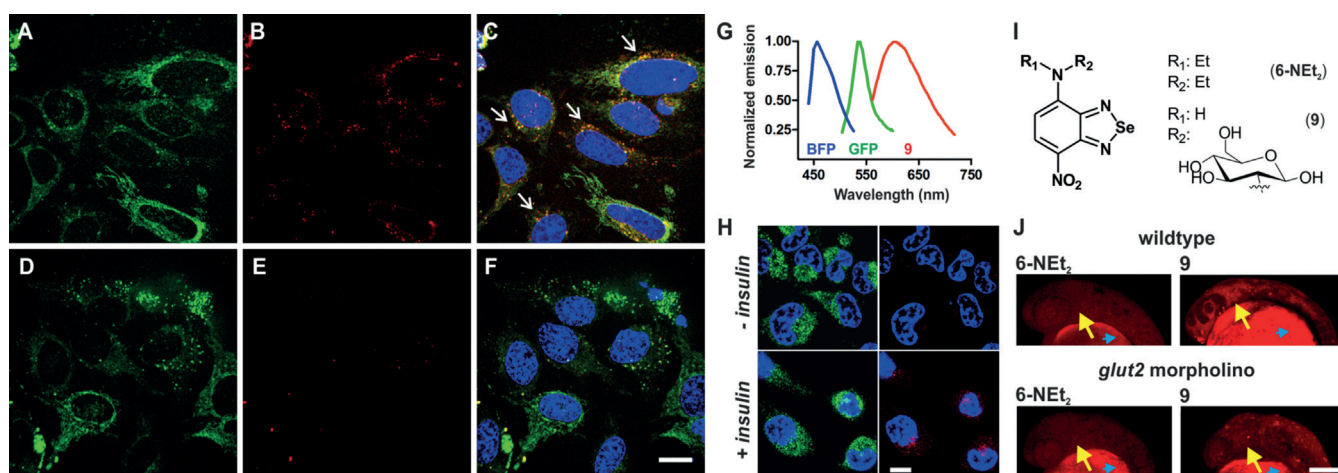 A
B
C
D
E
F
G
Normalized emission
1.00
0.75
0.50
0.25
BFP GFP 9
450 550 650 750
Wavelength (nm)
H
- insulin
+ insulin
I
R₁ R₂
N
N
Se
N
NO₂
R₁: Et
R₂: Et
(6-NEt₂)
R₁: H
R₂:
(9)
OH
HO
HO
O
OH
J
wildtype
6-NEt₂ 9
glut2 morpholino
6-NEt₂ 9